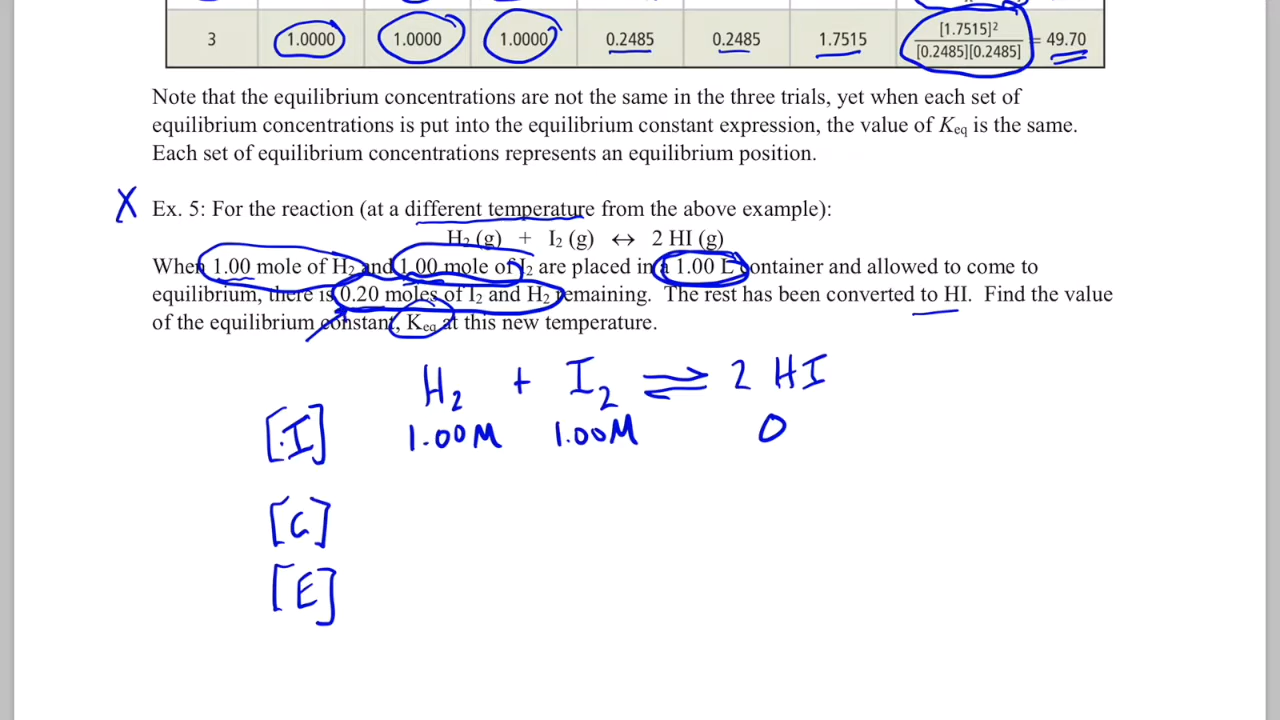 3 1.0000 1.0000 1.0000 0.2485 0.2485 1.7515 [1.7515]² / [0.2485][0.2485] = 49.70
Note that the equilibrium concentrations are not the same in the three trials, yet when each set of
equilibrium concentrations is put into the equilibrium constant expression, the value of Keq is the same.
Each set of equilibrium concentrations represents an equilibrium position.
X Ex. 5: For the reaction (at a different temperature from the above example):
H₂ (g) + I₂ (g) ↔ 2 HI (g)
When 1.00 mole of H₂ and 1.00 mole of I₂ are placed in a 1.00 L container and allowed to come to
equilibrium, there is 0.20 moles of I₂ and H₂ remaining. The rest has been converted to HI. Find the value
of the equilibrium constant, Keq at this new temperature.
H₂ + I₂ ⇌ 2 HI
[I] 1.00M 1.00M 0
[C]
[E]